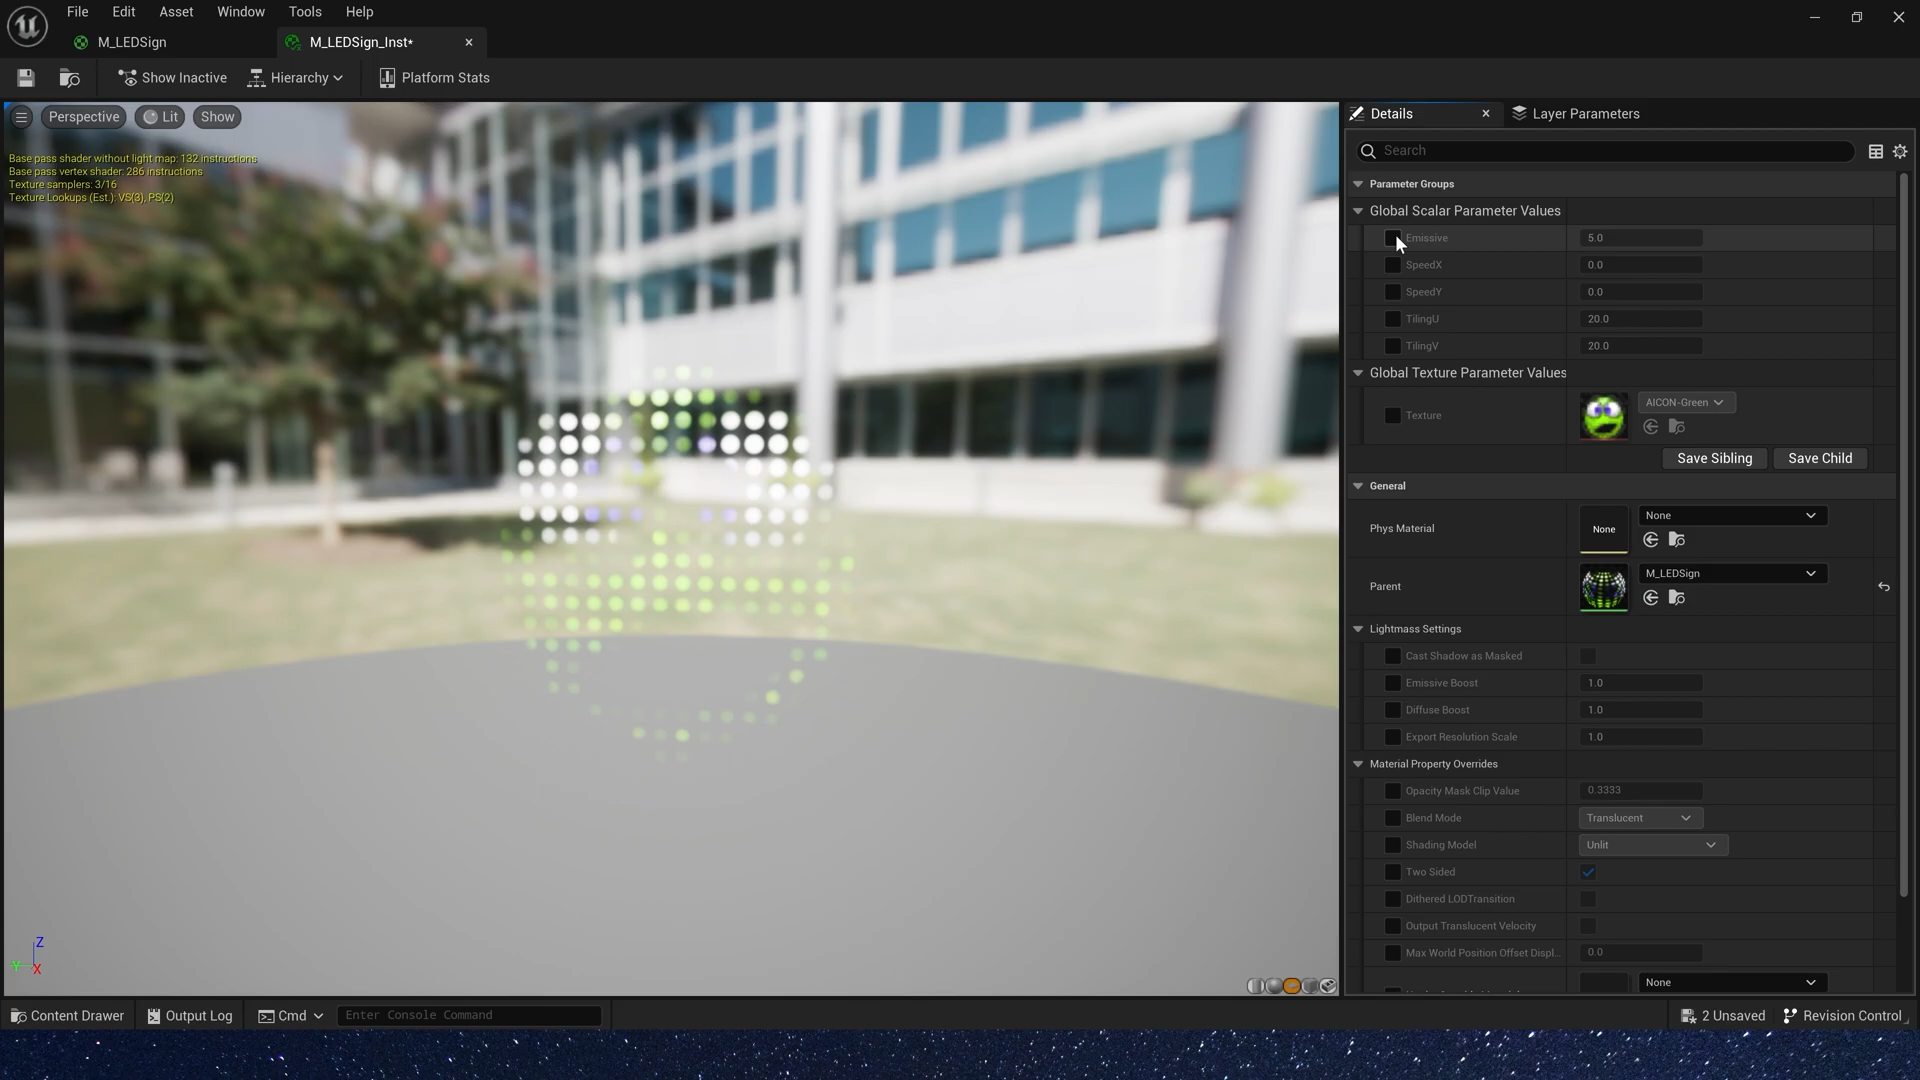 File Edit Asset Window Tools Help
M_LEDSign M_LEDSign_Inst*
Show Inactive Hierarchy Platform Stats
Perspective Lit Show
Base pass shader without light map: 132 instructions
Base pass vertex shader: 286 instructions
Texture samplers: 3/16
Texture Lookups (Est.): VS(3), PS(2)
Z
Y
X
Details Layer Parameters
Search
Parameter Groups
Global Scalar Parameter Values
Emissive 5.0
SpeedX 0.0
SpeedY 0.0
TilingU 20.0
TilingV 20.0
Global Texture Parameter Values
Texture AICON-Green
Save Sibling Save Child
General
Phys Material None None
Parent M_LEDSign
Lightmass Settings
Cast Shadow as Masked
Emissive Boost 1.0
Diffuse Boost 1.0
Export Resolution Scale 1.0
Material Property Overrides
Opacity Mask Clip Value 0.3333
Blend Mode Translucent
Shading Model Unlit
Two Sided
Dithered LODTransition
Output Translucent Velocity
Max World Position Offset Displ..
None
Content Drawer Output Log Cmd Enter Console Command 2 Unsaved Revision Control